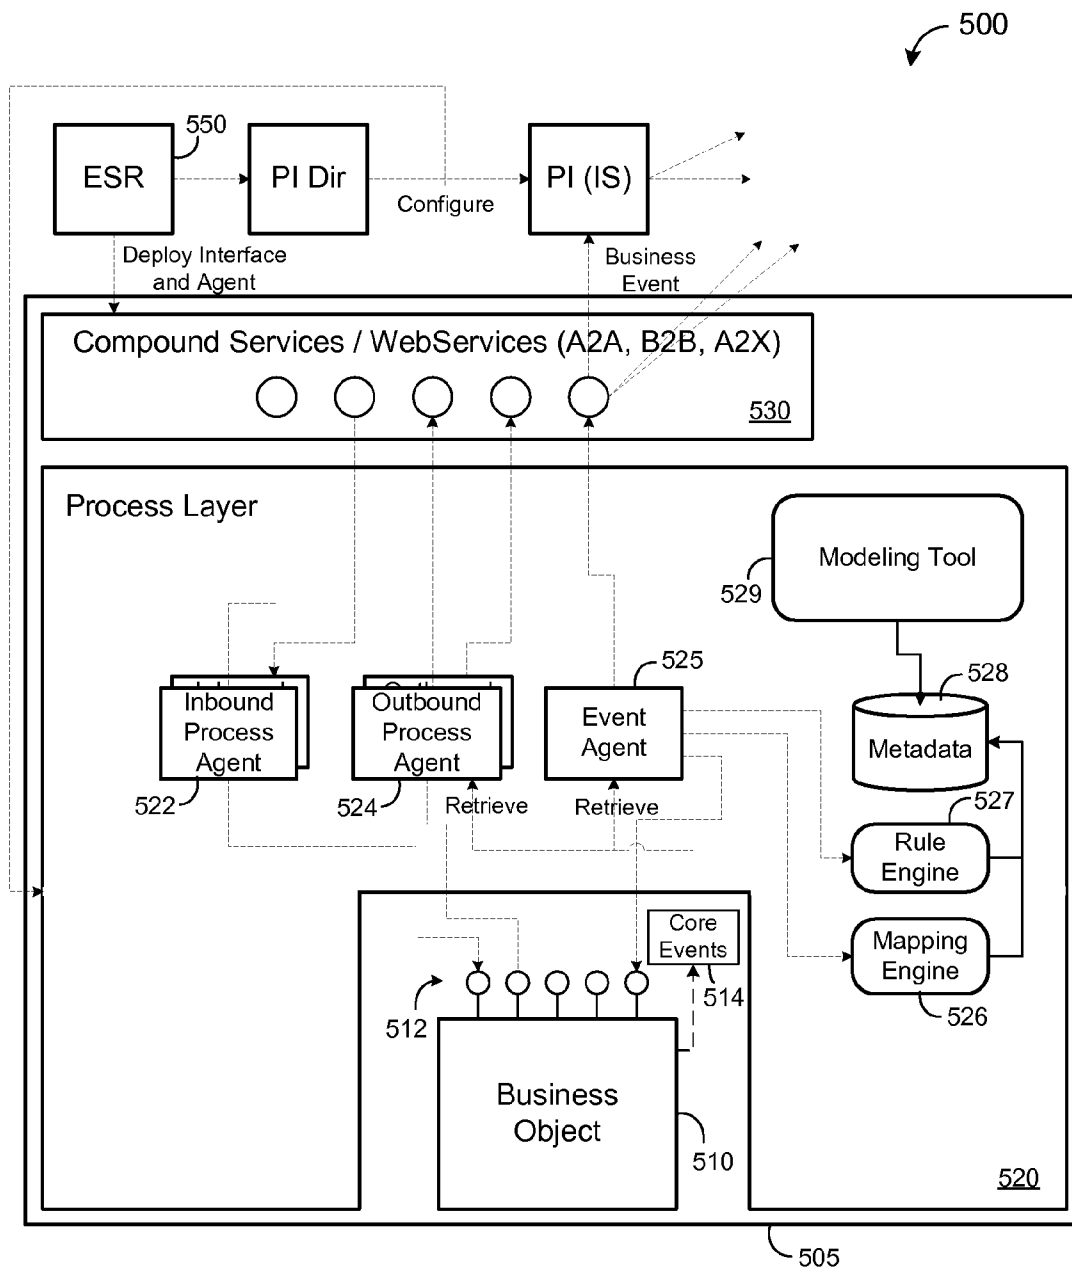 500
550
ESR
PI Dir
PI (IS)
Configure
Deploy Interface
and Agent
Business
Event
Compound Services / WebServices (A2A, B2B, A2X)
530
Process Layer
Modeling Tool
529
525
528
Inbound
Process
Agent
Outbound
Process
Agent
Event
Agent
Metadata
522
524
Retrieve
Retrieve
527
Rule
Engine
Core
Events
Mapping
Engine
514
512
526
Business
Object
510
520
505